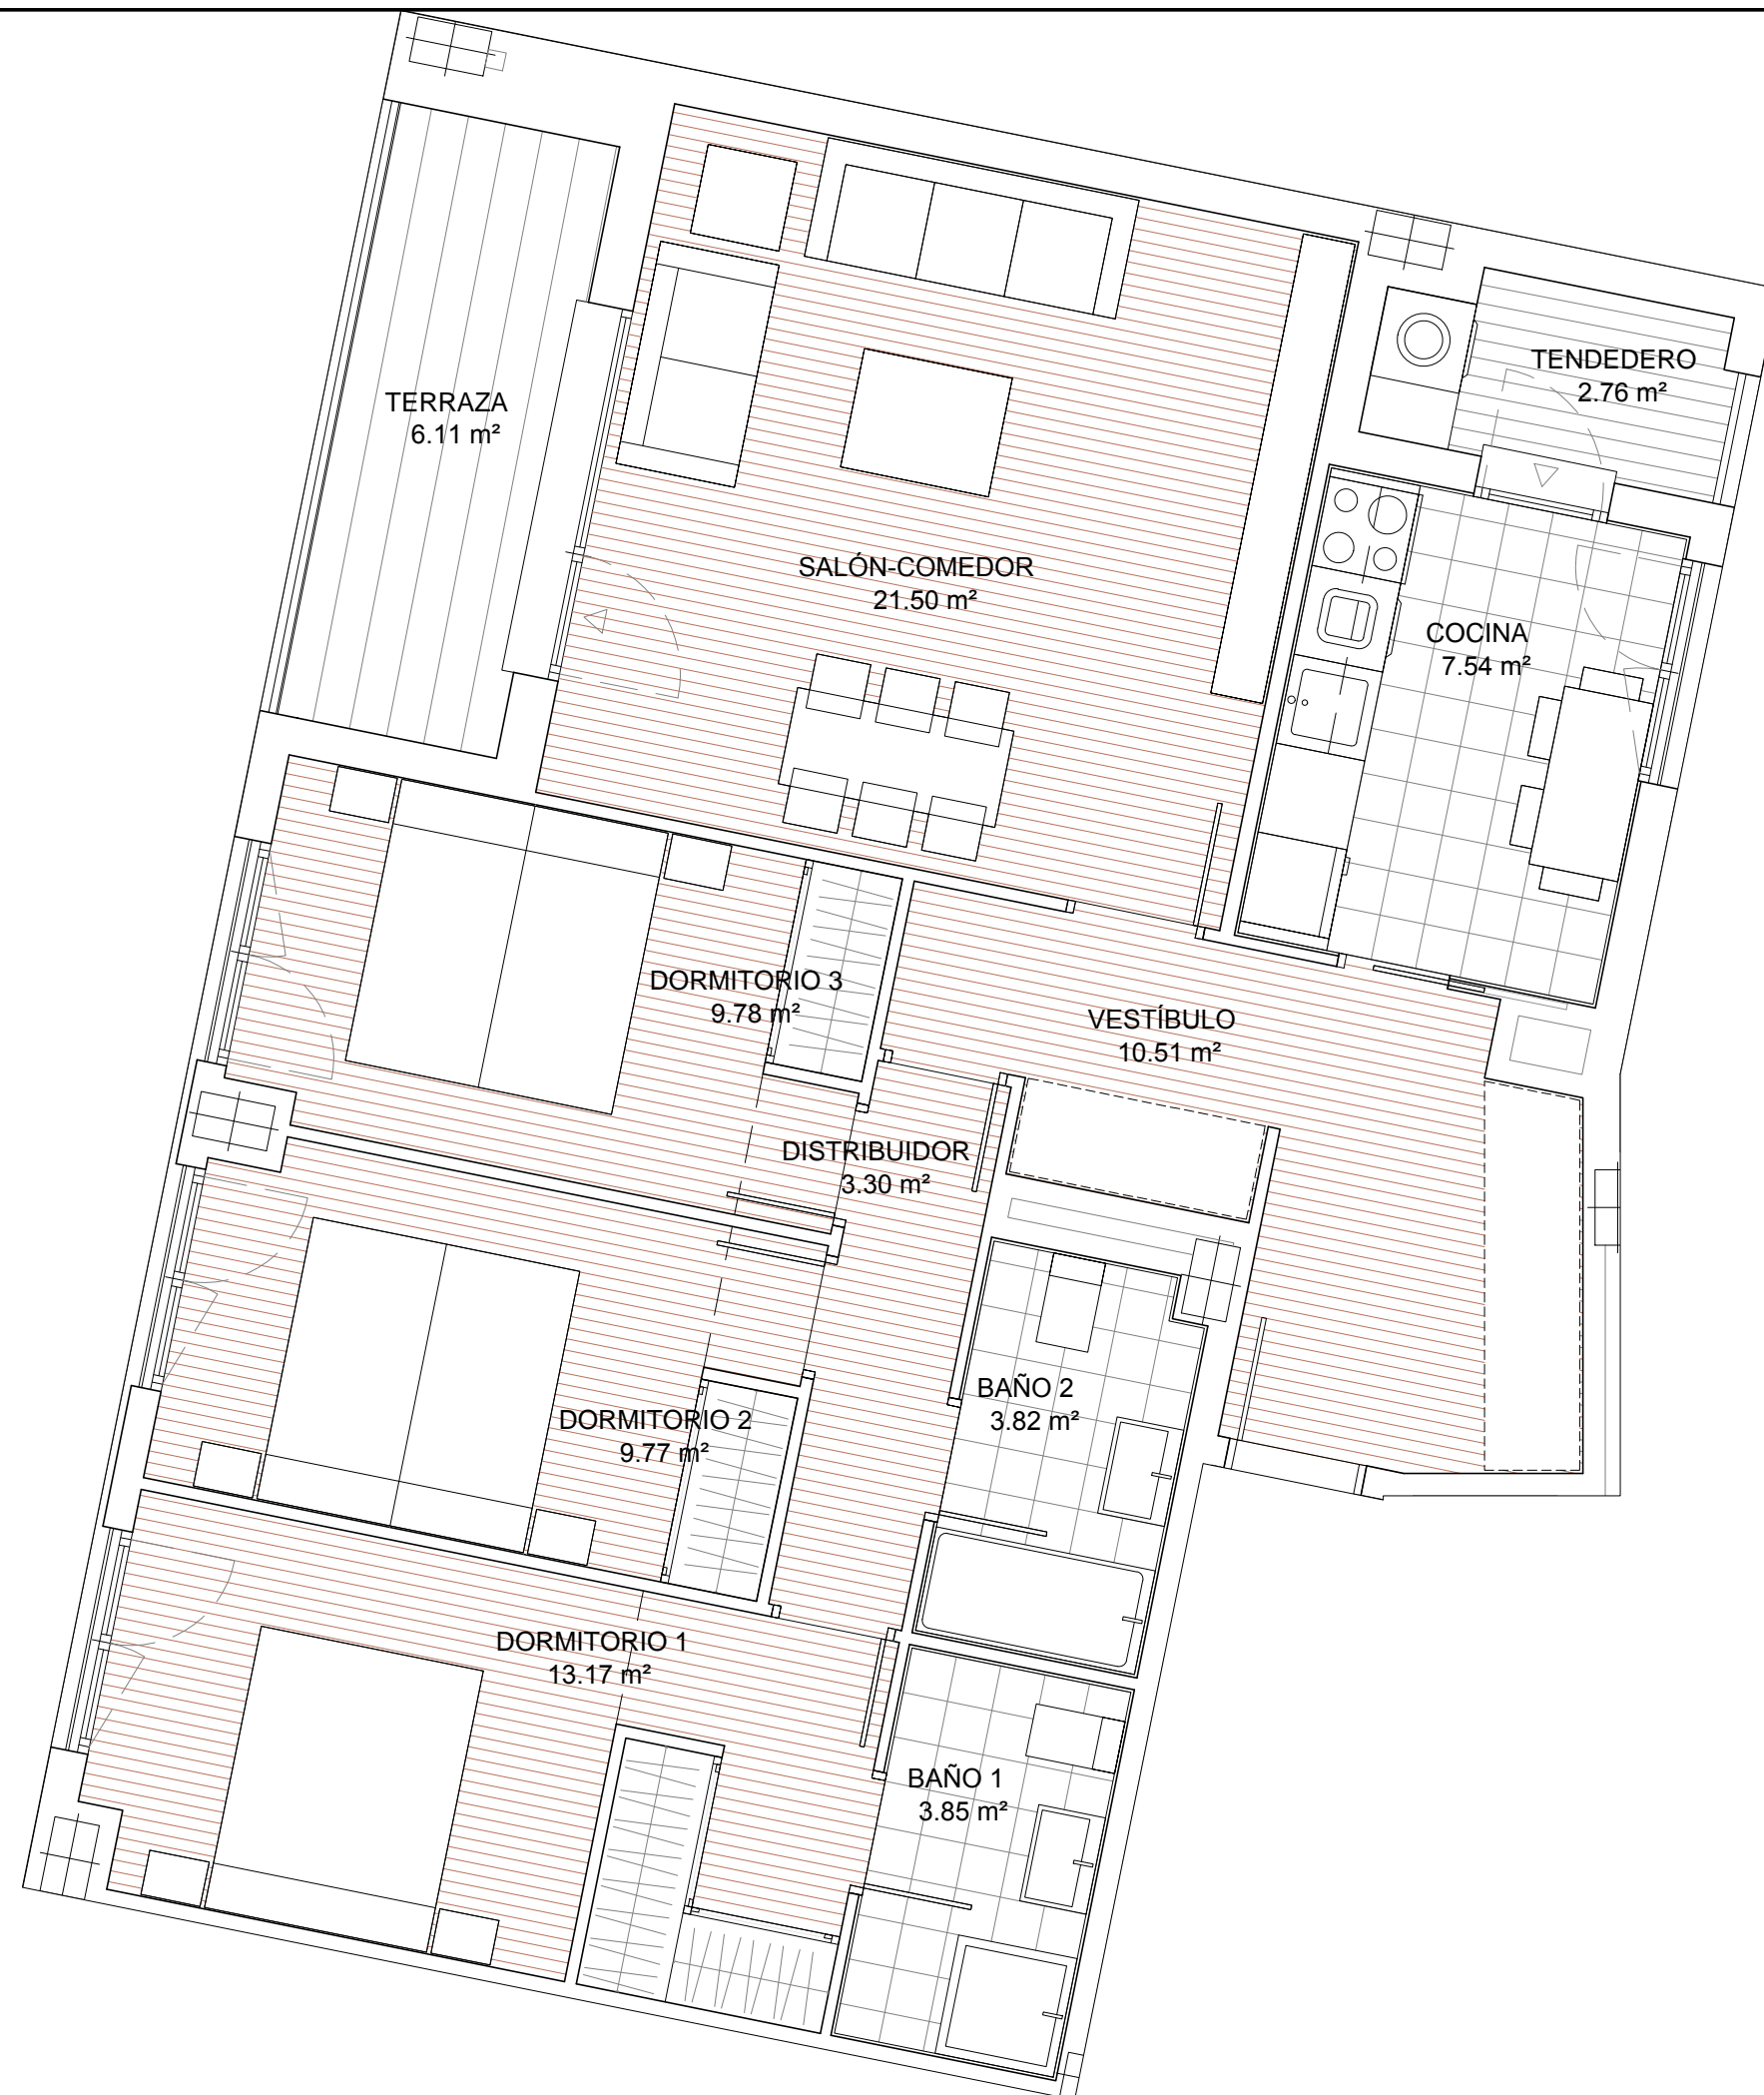 TENDEDERO
2.76 m²
TERRAZA
6.11 m²
SALÓN-COMEDOR
21.50 m²
COCINA
7.54 m²
DORMITORIO 3
9.78 m²
VESTÍBULO
10.51 m²
DISTRIBUIDOR
3.30 m²
BAÑO 2
3.82 m²
DORMITORIO 2
9.77 m²
DORMITORIO 1
13.17 m²
BAÑO 1
3.85 m²